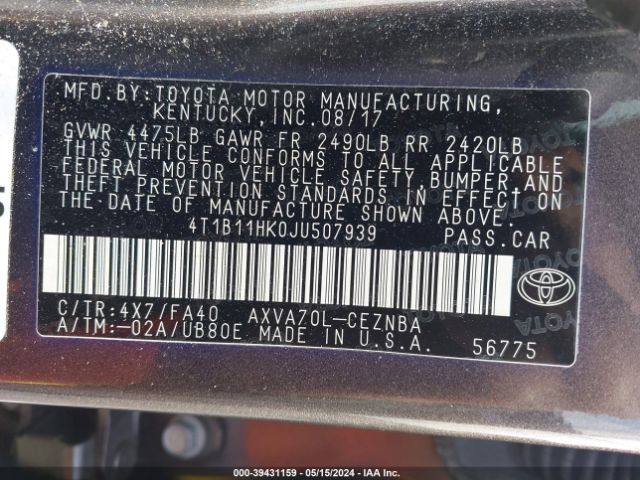 MFD.BY:TOYOTA MOTOR MANUFACTURING,
KENTUCKY,INC.08/17
GVWR 4475LB GAWR FR 2490LB RR 2420LB
THIS VEHICLE CONFORMS TO ALL APPLICABLE
FEDERAL MOTOR VEHICLE SAFETY,BUMPER,AND
THEFT PREVENTION STANDARDS IN EFFECT ON
THE DATE OF MANUFACTURE SHOWN ABOVE.
4T1B11HK0JU507939 PASS.CAR
C/TR:4X7/FA40 AXVA70L-CEZNBA
A/TM:-02A/UB80E MADE IN U.S.A. 56775
000-39431159 - 05/15/2024 - IAA Inc.